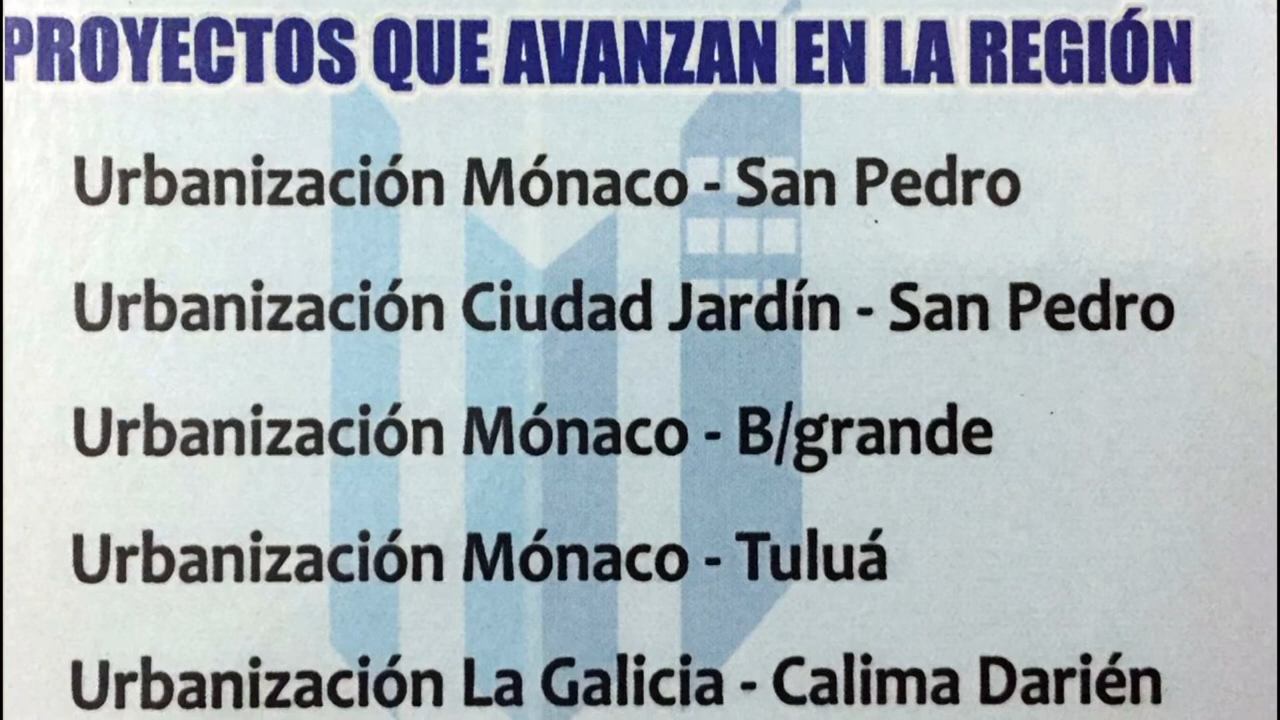 PROYECTOS QUE AVANZAN EN LA REGIÓN
Urbanización Mónaco - San Pedro
Urbanización Ciudad Jardín - San Pedro
Urbanización Mónaco - B/grande
Urbanización Mónaco - Tuluá
Urbanización La Galicia - Calima Darién